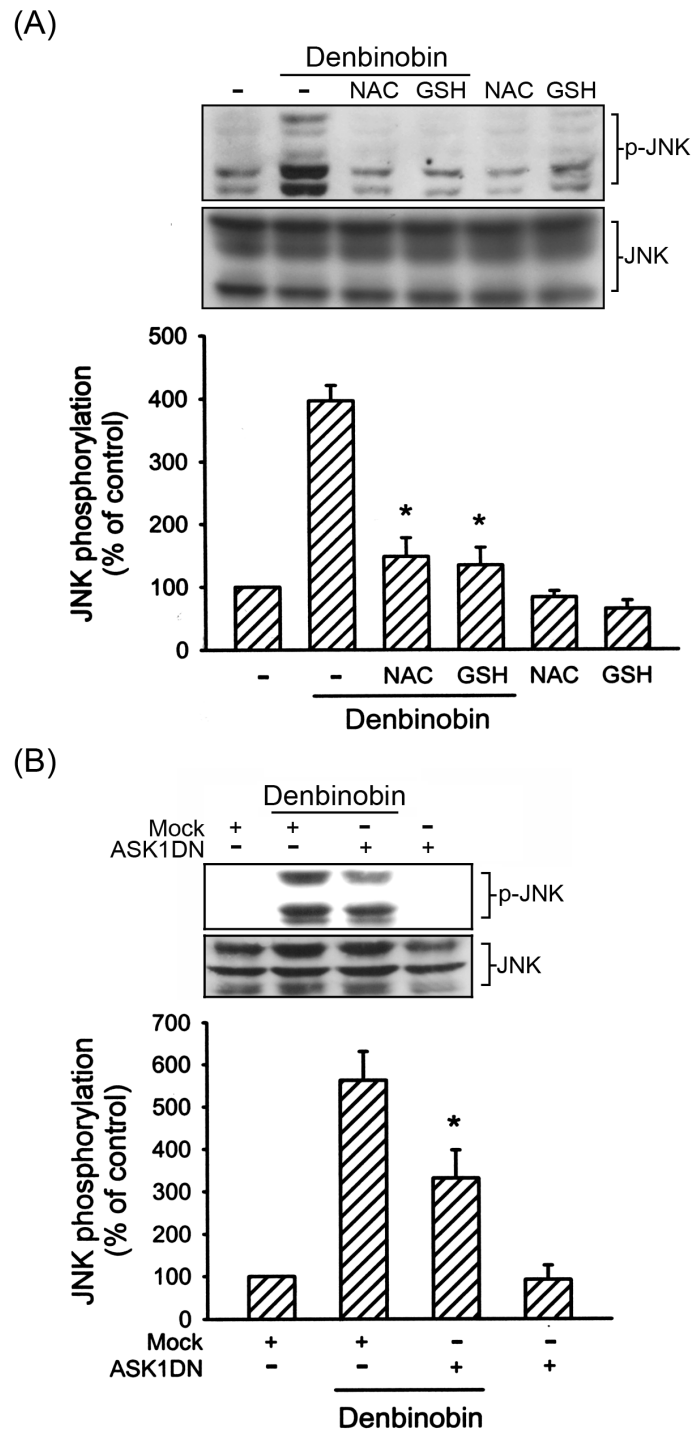 (A)
Denbinobin
- - NAC GSH NAC GSH
p-JNK
JNK
JNK phosphorylation
(% of control)
500
400
300
200
100
0
* *
- - NAC GSH NAC GSH
Denbinobin
(B)
Denbinobin
Mock + + - -
ASK1DN - - + +
p-JNK
JNK
JNK phosphorylation
(% of control)
700
600
500
400
300
200
100
0
*
Mock + + - -
ASK1DN - - + +
Denbinobin